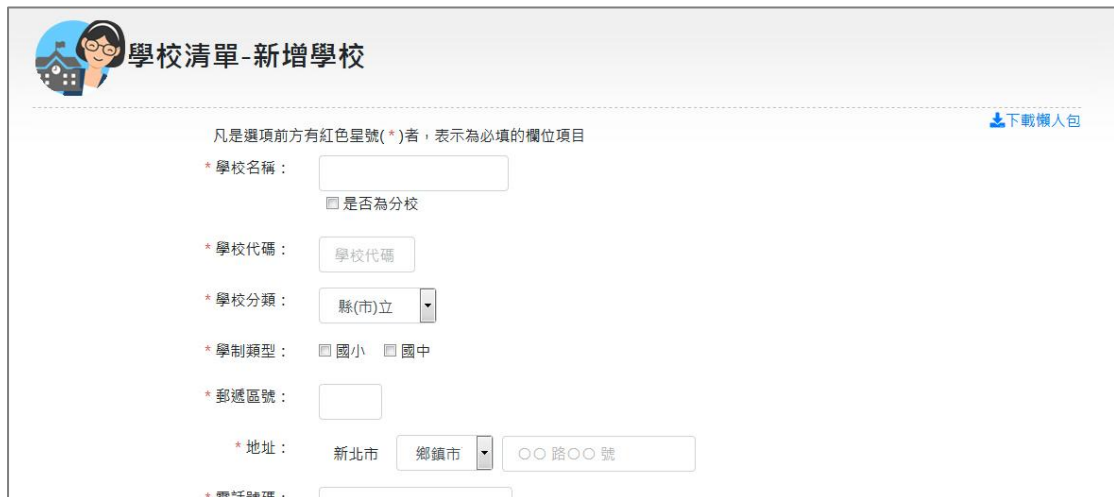 學校清單-新增學校
下載懶人包
凡是選項前方有紅色星號( * )者，表示為必填的欄位項目
* 學校名稱：
是否為分校
* 學校代碼： 學校代碼
* 學校分類： 縣(市)立
* 學制類型： 國小 國中
* 郵遞區號：
* 地址： 新北市 鄉鎮市 ○○ 路○○ 號
* 電話號碼：